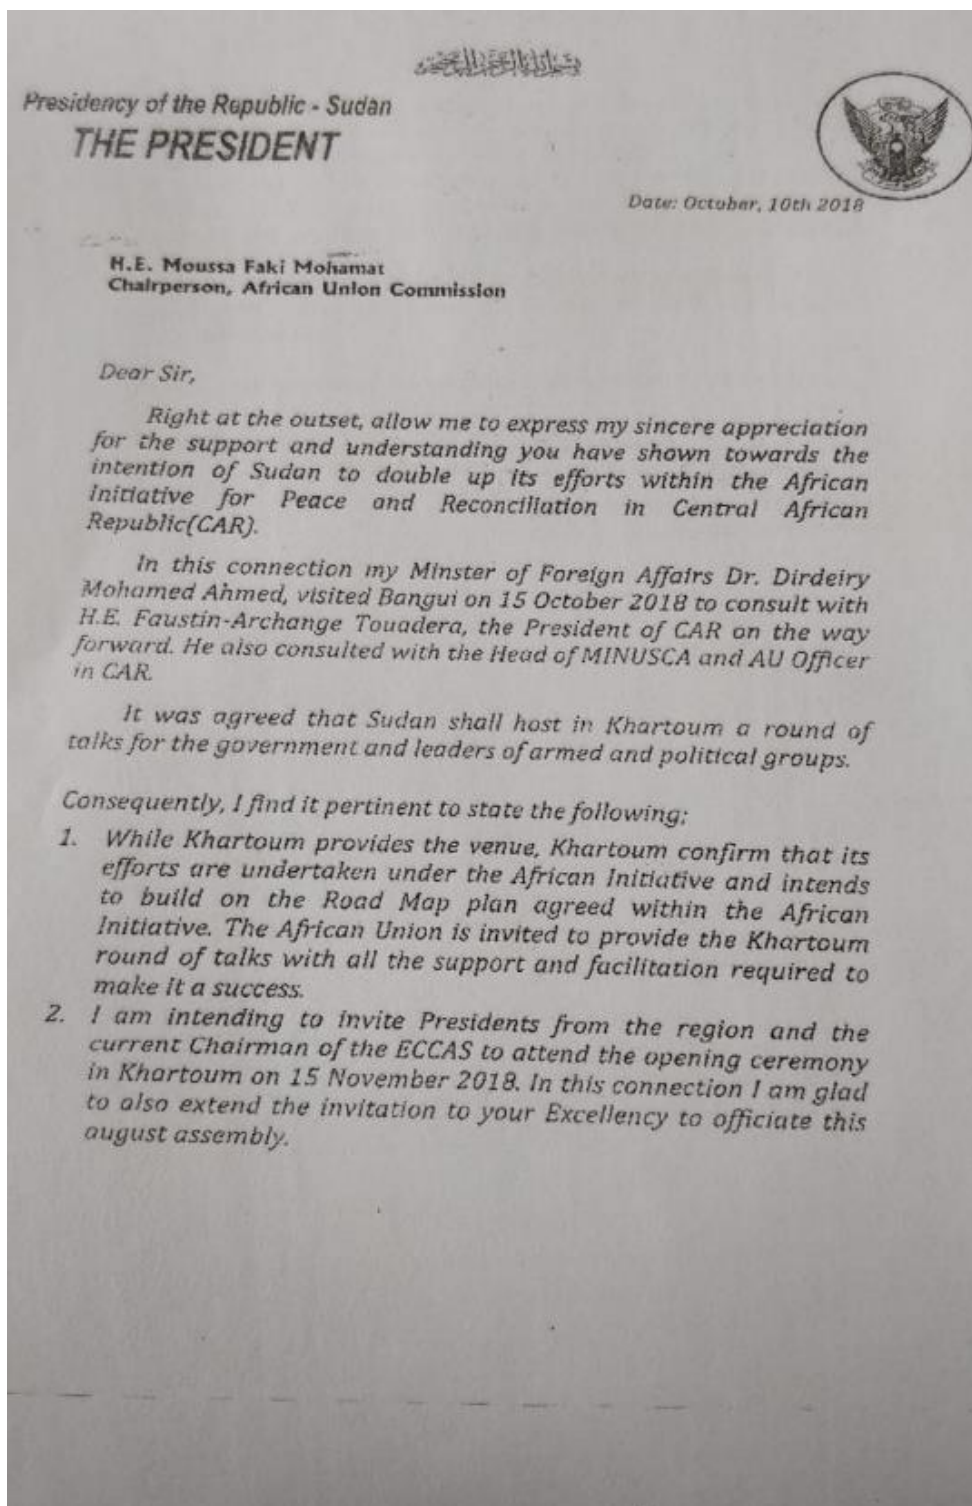 Presidency of the Republic - Sudan
THE PRESIDENT
Date: October, 10th 2018
H.E. Moussa Faki Mohamat
Chairperson, African Union Commission
Dear Sir,
Right at the outset, allow me to express my sincere appreciation
for the support and understanding you have shown towards the
intention of Sudan to double up its efforts within the African
Initiative for Peace and Reconciliation in Central African
Republic(CAR).
In this connection my Minster of Foreign Affairs Dr. Dirdeiry
Mohamed Ahmed, visited Bangui on 15 October 2018 to consult with
H.E. Faustin-Archange Touadera, the President of CAR on the way
forward. He also consulted with the Head of MINUSCA and AU Officer
in CAR.
It was agreed that Sudan shall host in Khartoum a round of
talks for the government and leaders of armed and political groups.
Consequently, I find it pertinent to state the following;
1. While Khartoum provides the venue, Khartoum confirm that its
efforts are undertaken under the African Initiative and intends
to build on the Road Map plan agreed within the African
Initiative. The African Union is invited to provide the Khartoum
round of talks with all the support and facilitation required to
make it a success.
2. I am intending to invite Presidents from the region and the
current Chairman of the ECCAS to attend the opening ceremony
in Khartoum on 15 November 2018. In this connection I am glad
to also extend the invitation to your Excellency to officiate this
august assembly.